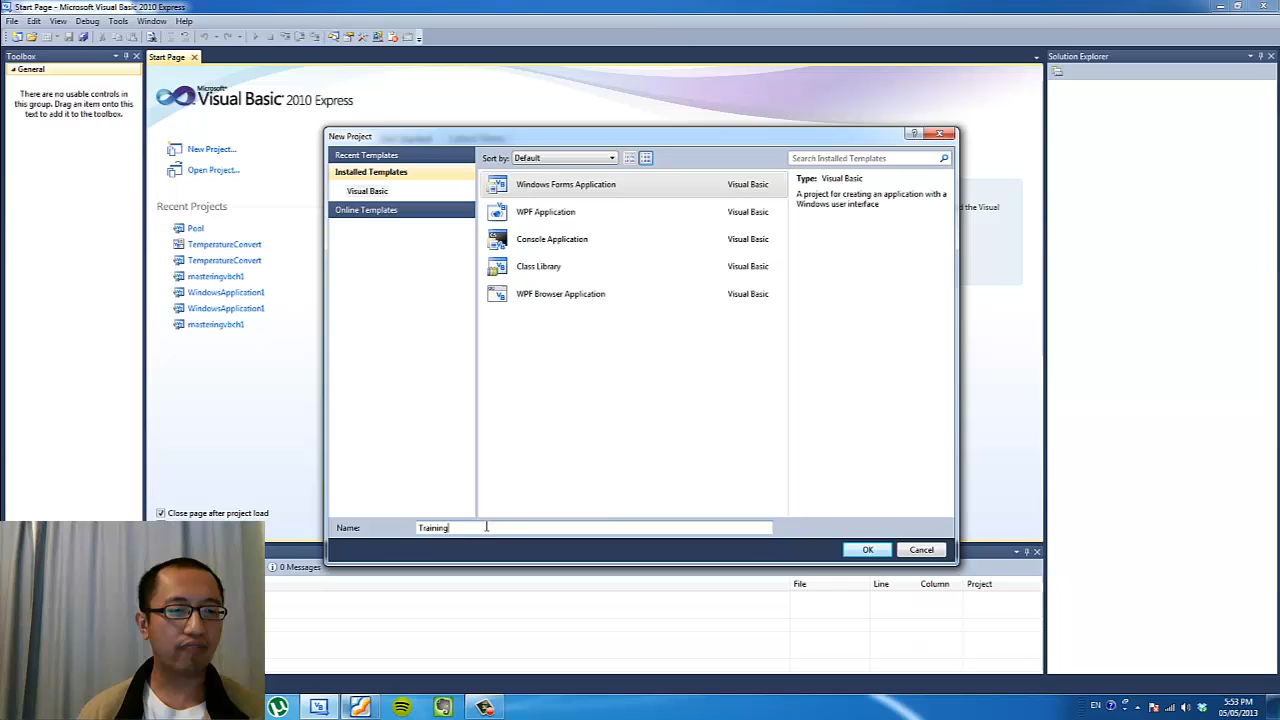 Start Page - Microsoft Visual Basic 2010 Express
File Edit View Debug Tools Window Help
Toolbox
General
There are no usable controls in
this group. Drag an item onto this
text to add it to the toolbox.
Start Page
Microsoft
Visual Basic 2010 Express
New Project...
Open Project...
Recent Projects
Pool
TemperatureConvert
TemperatureConvert
masteringvbch1
WindowsApplication1
WindowsApplication1
masteringvbch1
Close page after project load
New Project
Recent Templates
Installed Templates
Visual Basic
Online Templates
Sort by: Default
Search Installed Templates
Windows Forms Application Visual Basic
WPF Application Visual Basic
Console Application Visual Basic
Class Library Visual Basic
WPF Browser Application Visual Basic
Type: Visual Basic
A project for creating an application with a
Windows user interface
Name: Training
OK Cancel
d the Visual
Solution Explorer
0 Messages
File Line Column Project
EN
5:53 PM
05/05/2013